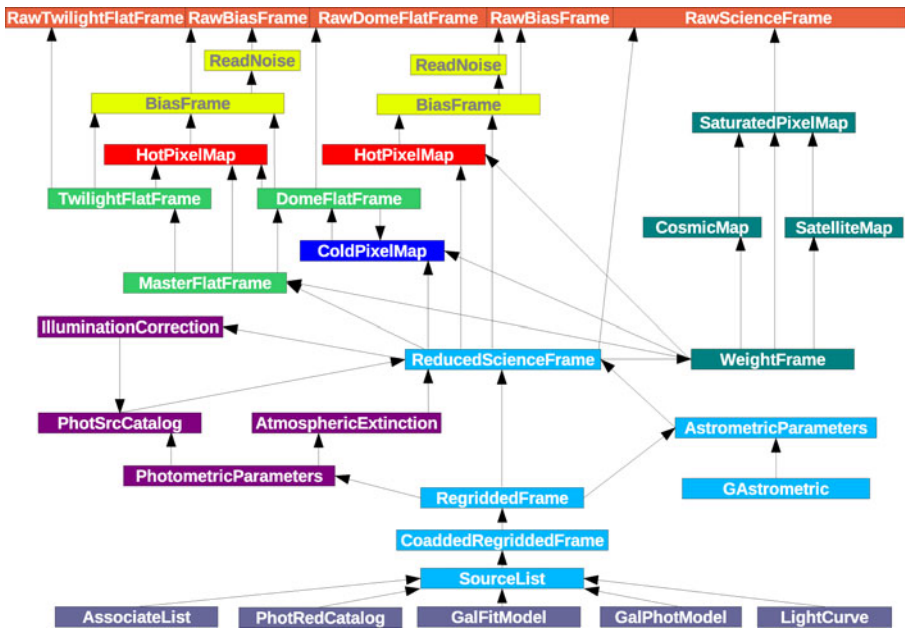 RawTwilightFlatFrame RawBiasFrame RawDomeFlatFrame RawBiasFrame RawScienceFrame
ReadNoise
ReadNoise
BiasFrame
BiasFrame
SaturatedPixelMap
HotPixelMap
HotPixelMap
TwilightFlatFrame
DomeFlatFrame
CosmicMap
SatelliteMap
ColdPixelMap
MasterFlatFrame
IlluminationCorrection
ReducedScienceFrame
WeightFrame
PhotSrcCatalog
AtmosphericExtinction
AstrometricParameters
PhotometricParameters
RegriddedFrame
GAstrometric
CoaddedRegriddedFrame
SourceList
AssociateList
PhotRedCatalog
GalFitModel
GalPhotModel
LightCurve